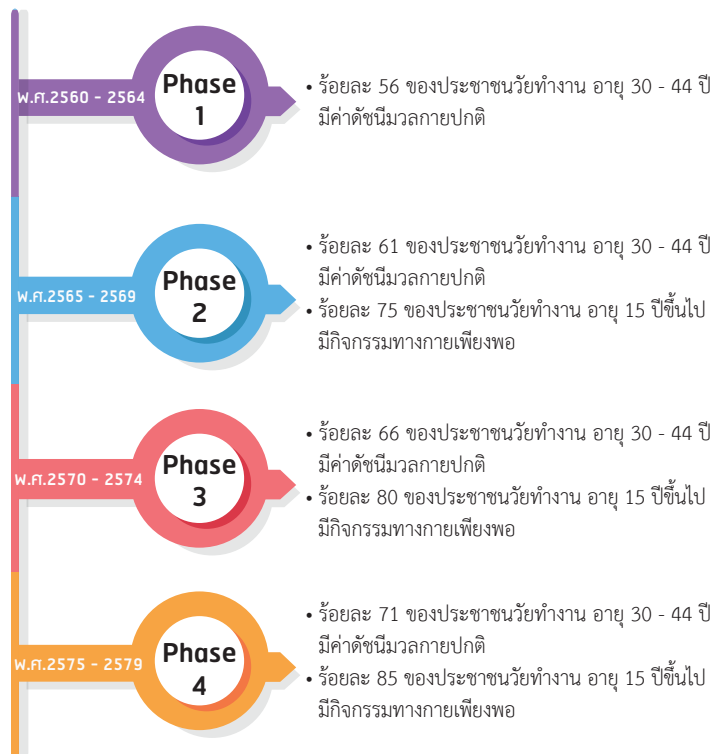 พ.ศ.2560 - 2564
Phase
1
• ร้อยละ 56 ของประชาชนวัยทำงาน อายุ 30 - 44 ปี
มีค่าดัชนีมวลกายปกติ
พ.ศ.2565 - 2569
Phase
2
• ร้อยละ 61 ของประชาชนวัยทำงาน อายุ 30 - 44 ปี
มีค่าดัชนีมวลกายปกติ
• ร้อยละ 75 ของประชาชนวัยทำงาน อายุ 15 ปีขึ้นไป
มีกิจกรรมทางกายเพียงพอ
พ.ศ.2570 - 2574
Phase
3
• ร้อยละ 66 ของประชาชนวัยทำงาน อายุ 30 - 44 ปี
มีค่าดัชนีมวลกายปกติ
• ร้อยละ 80 ของประชาชนวัยทำงาน อายุ 15 ปีขึ้นไป
มีกิจกรรมทางกายเพียงพอ
พ.ศ.2575 - 2579
Phase
4
• ร้อยละ 71 ของประชาชนวัยทำงาน อายุ 30 - 44 ปี
มีค่าดัชนีมวลกายปกติ
• ร้อยละ 85 ของประชาชนวัยทำงาน อายุ 15 ปีขึ้นไป
มีกิจกรรมทางกายเพียงพอ